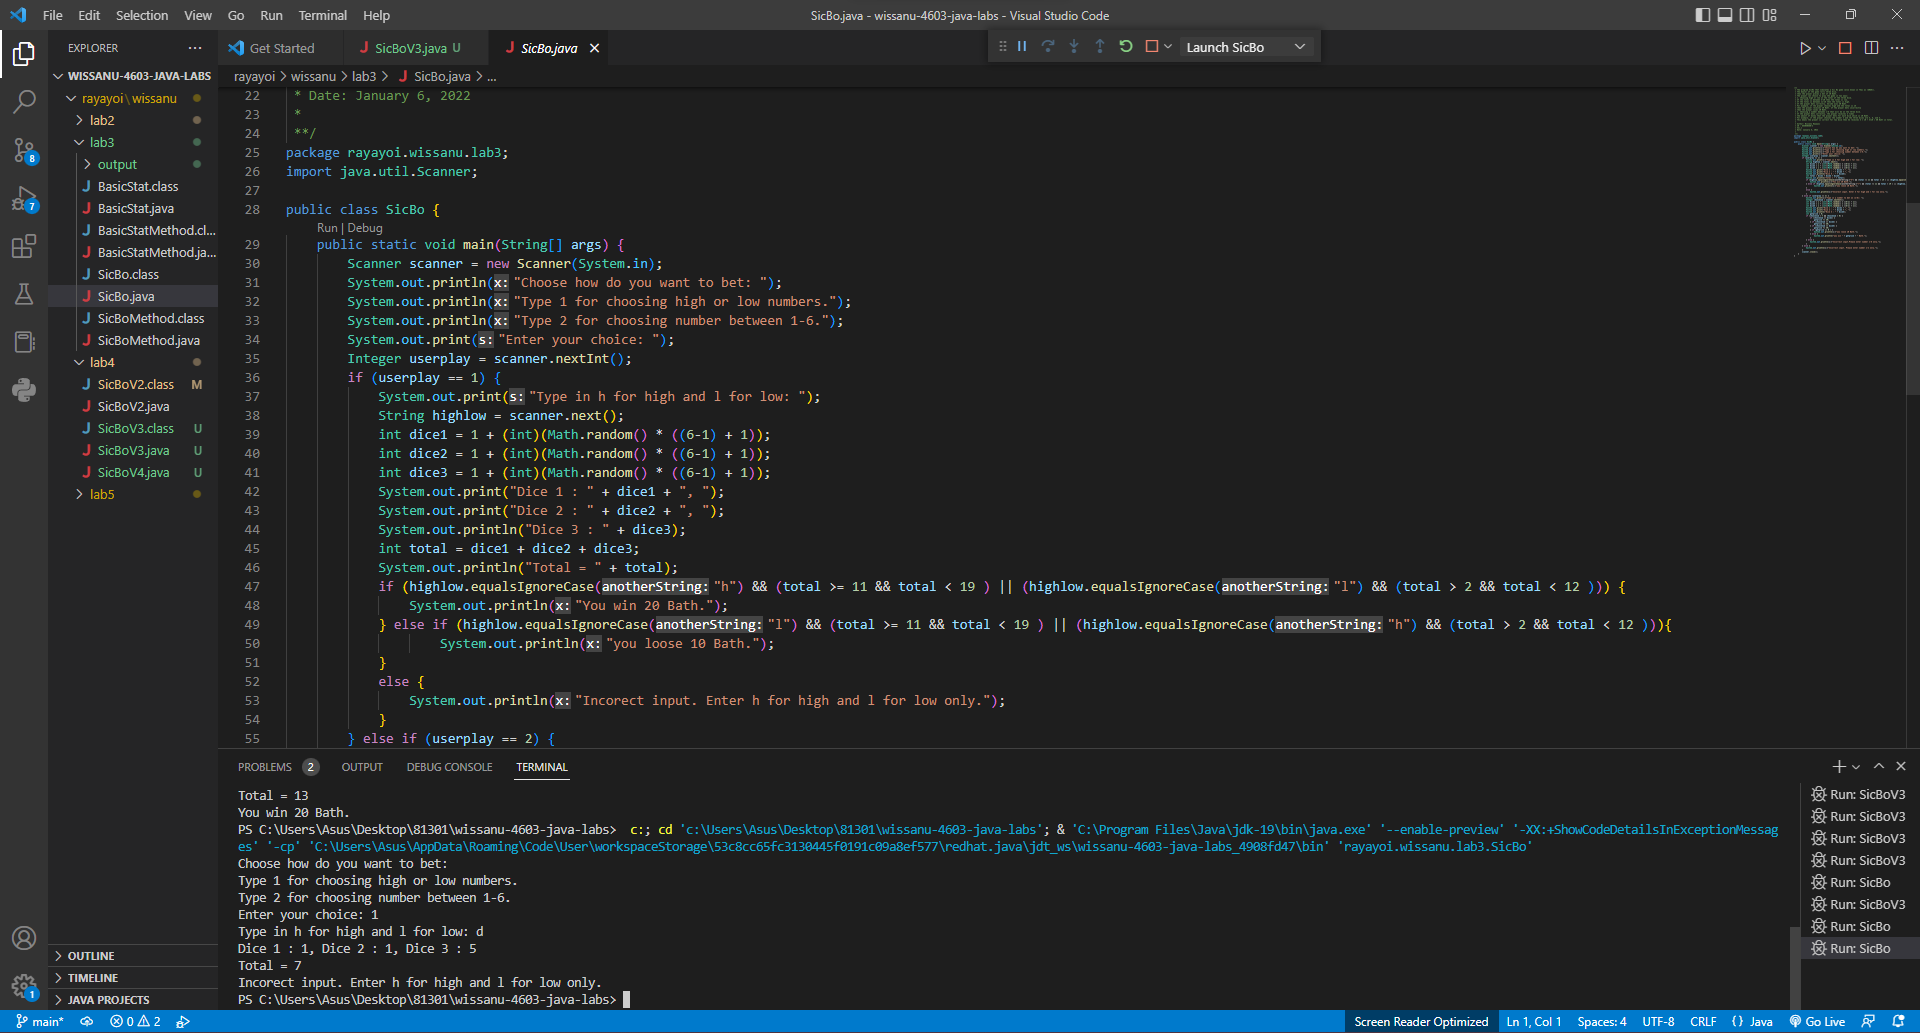 File Edit Selection View Go Run Terminal Help
SicBo.java - wissanu-4603-java-labs - Visual Studio Code
EXPLORER
WISSANU-4603-JAVA-LABS
rayayoi\wissanu
lab2
lab3
output
BasicStat.class
BasicStat.java
BasicStatMethod.cl...
BasicStatMethod.ja...
SicBo.class
SicBo.java
SicBoMethod.class
SicBoMethod.java
lab4
SicBoV2.class M
SicBoV2.java
SicBoV3.class U
SicBoV3.java U
SicBoV4.java U
lab5
OUTLINE
TIMELINE
JAVA PROJECTS
8
7
1
Get Started
SicBoV3.java U
SicBo.java
Launch SicBo
rayayoi > wissanu > lab3 > SicBo.java > ...
22 * Date: January 6, 2022
23 *
24 **/
25 package rayayoi.wissanu.lab3;
26 import java.util.Scanner;
27
28 public class SicBo {
Run | Debug
29 public static void main(String[] args) {
30 Scanner scanner = new Scanner(System.in);
31 System.out.println(x: "Choose how do you want to bet: ");
32 System.out.println(x: "Type 1 for choosing high or low numbers.");
33 System.out.println(x: "Type 2 for choosing number between 1-6.");
34 System.out.print(s: "Enter your choice: ");
35 Integer userplay = scanner.nextInt();
36 if (userplay == 1) {
37 System.out.print(s: "Type in h for high and l for low: ");
38 String highlow = scanner.next();
39 int dice1 = 1 + (int)(Math.random() * ((6-1) + 1));
40 int dice2 = 1 + (int)(Math.random() * ((6-1) + 1));
41 int dice3 = 1 + (int)(Math.random() * ((6-1) + 1));
42 System.out.print("Dice 1 : " + dice1 + ", ");
43 System.out.print("Dice 2 : " + dice2 + ", ");
44 System.out.println("Dice 3 : " + dice3);
45 int total = dice1 + dice2 + dice3;
46 System.out.println("Total = " + total);
47 if (highlow.equalsIgnoreCase(anotherString: "h") && (total >= 11 && total < 19 ) || (highlow.equalsIgnoreCase(anotherString: "l") && (total > 2 && total < 12 ))) {
48 System.out.println(x: "You win 20 Bath.");
49 } else if (highlow.equalsIgnoreCase(anotherString: "l") && (total >= 11 && total < 19 ) || (highlow.equalsIgnoreCase(anotherString: "h") && (total > 2 && total < 12 ))){
50 System.out.println(x: "you loose 10 Bath.");
51 }
52 else {
53 System.out.println(x: "Incorect input. Enter h for high and l for low only.");
54 }
55 } else if (userplay == 2) {
PROBLEMS 2 OUTPUT DEBUG CONSOLE TERMINAL
Total = 13
You win 20 Bath.
PS C:\Users\Asus\Desktop\81301\wissanu-4603-java-labs> c:; cd 'c:\Users\Asus\Desktop\81301\wissanu-4603-java-labs'; & 'C:\Program Files\Java\jdk-19\bin\java.exe' '--enable-preview' '-XX:+ShowCodeDetailsInExceptionMessag
es' '-cp' 'C:\Users\Asus\AppData\Roaming\Code\User\workspaceStorage\53c8cc65fc3130445f0191c09a8ef577\redhat.java\jdt_ws\wissanu-4603-java-labs_4908fd47\bin' 'rayayoi.wissanu.lab3.SicBo'
Choose how do you want to bet:
Type 1 for choosing high or low numbers.
Type 2 for choosing number between 1-6.
Enter your choice: 1
Type in h for high and l for low: d
Dice 1 : 1, Dice 2 : 1, Dice 3 : 5
Total = 7
Incorect input. Enter h for high and l for low only.
PS C:\Users\Asus\Desktop\81301\wissanu-4603-java-labs>
Run: SicBoV3
Run: SicBoV3
Run: SicBoV3
Run: SicBoV3
Run: SicBo
Run: SicBoV3
Run: SicBo
Run: SicBo
main* 0 2
Screen Reader Optimized Ln 1, Col 1 Spaces: 4 UTF-8 CRLF { } Java Go Live